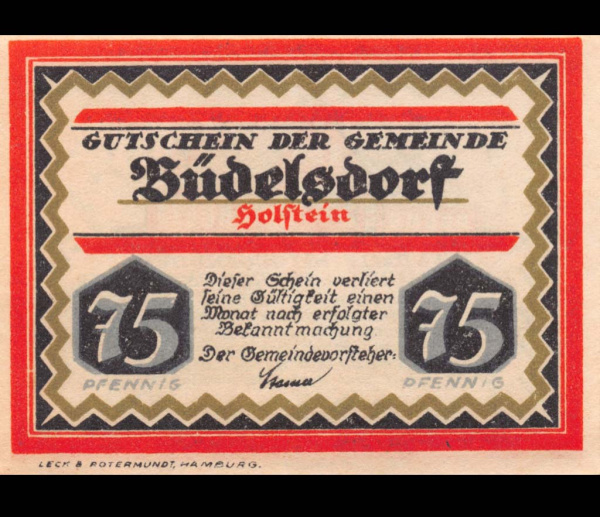 GUTSCHEIN DER GEMEINDE
Büdelsdorf
Holstein
75
PFENNIG
Dieser Schein verliert
seine Gültigkeit einen
Monat nach erfolgter
Bekanntmachung
Der Gemeindevorsteher:
75
PFENNIG
LECK & ROTERMUNDT, HAMBURG.